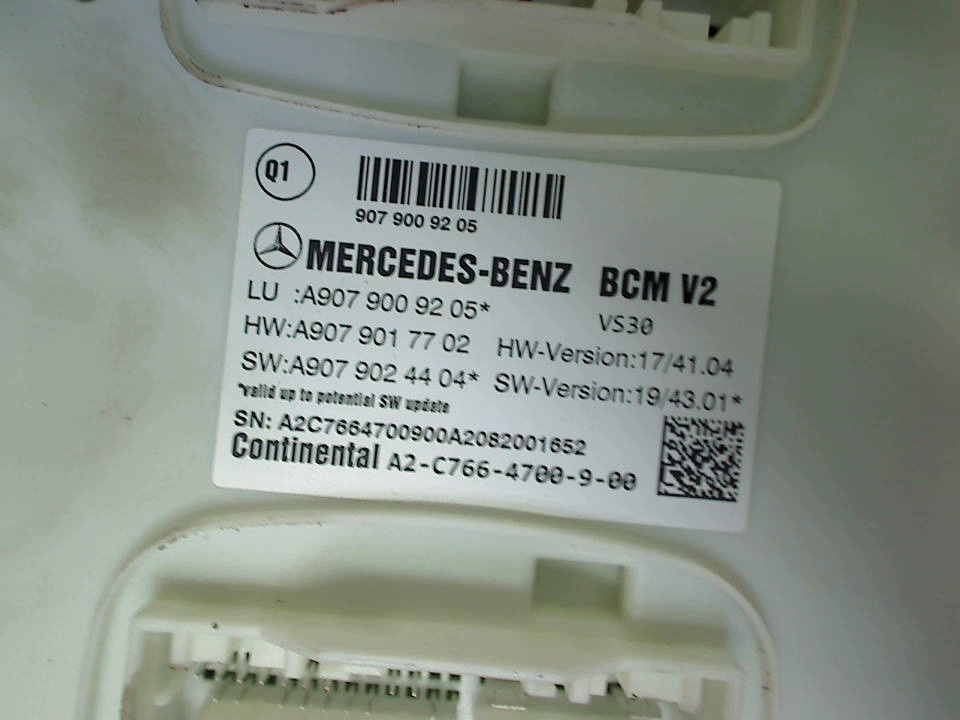 Q1
907 900 92 05
MERCEDES-BENZ BCM V2
LU :A907 900 92 05*
VS30
HW:A907 901 77 02 HW-Version:17/41.04
SW:A907 902 44 04* SW-Version:19/43.01*
*valid up to potential SW update
SN: A2C7664700900A2082001652
Continental A2-C766-4700-9-00